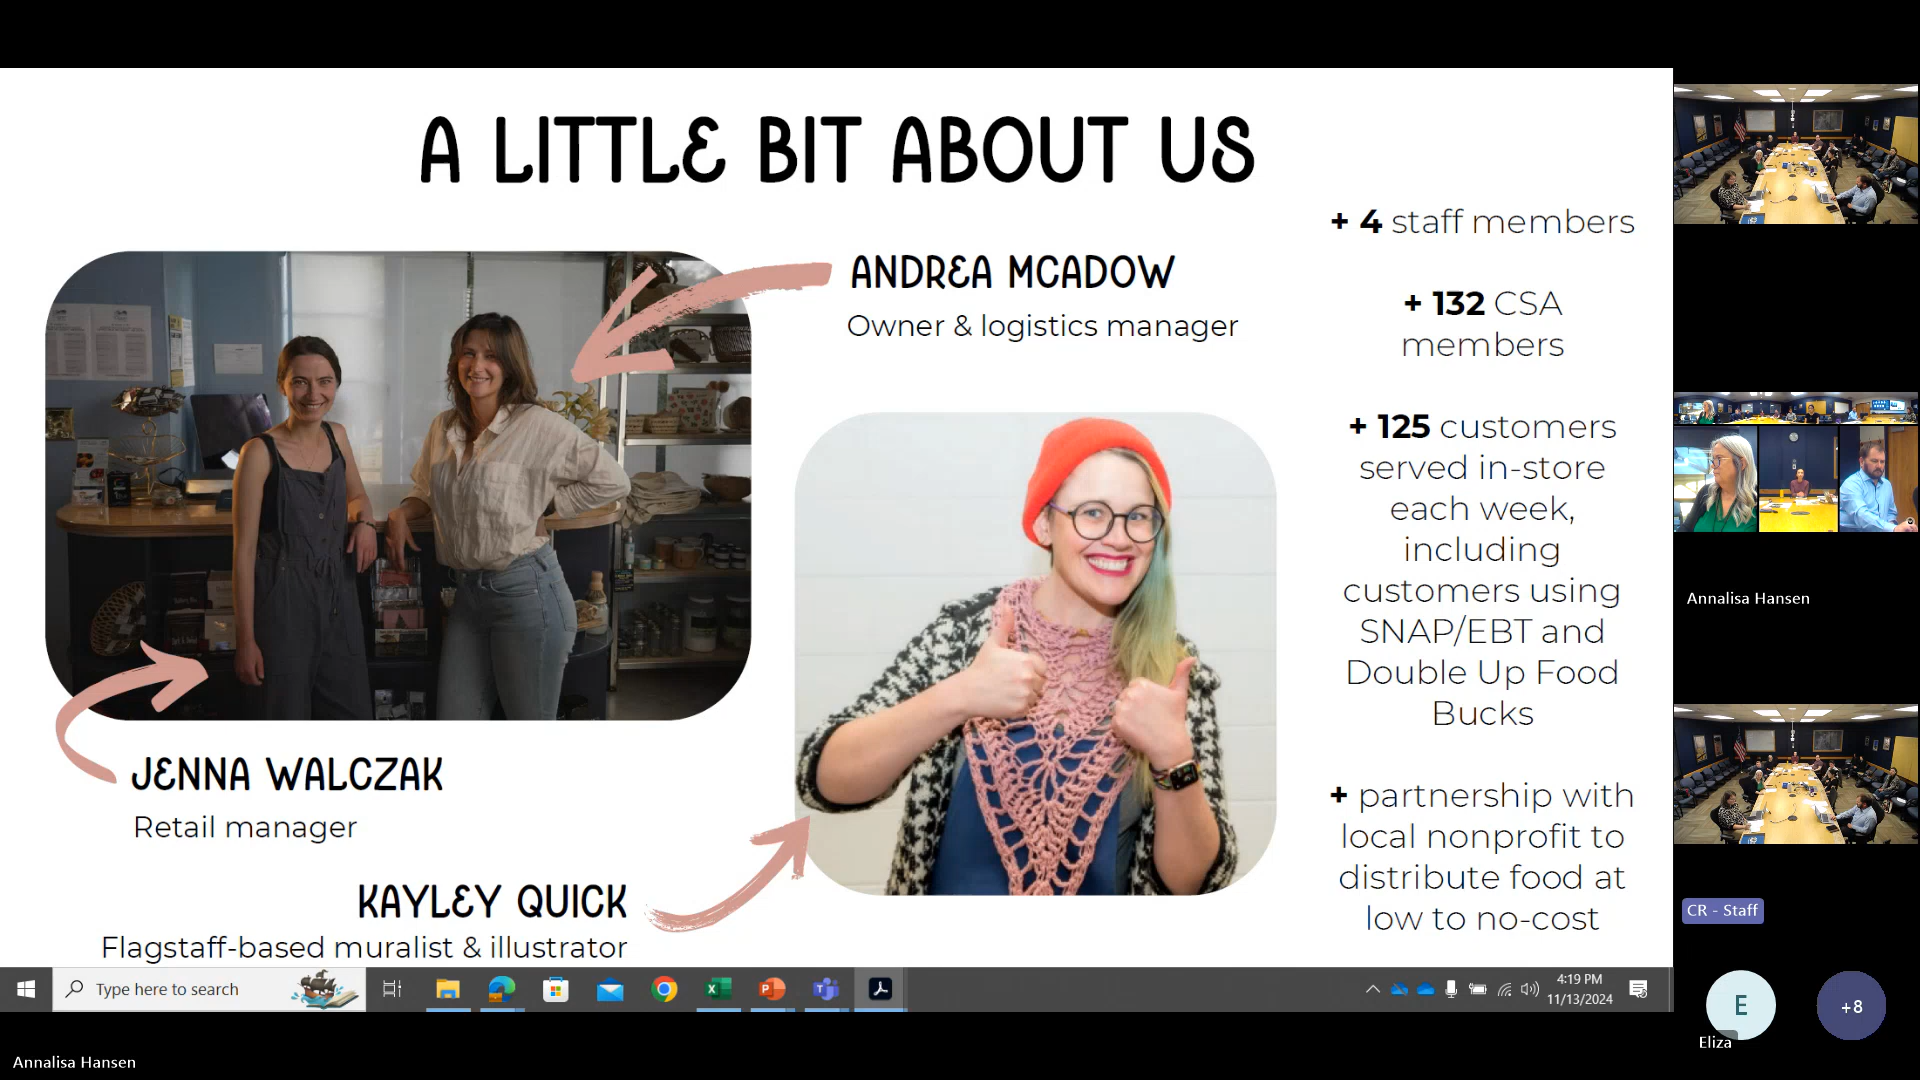 A LITTLE BIT ABOUT US
ANDREA MCADOW
Owner & logistics manager
JENNA WALCZAK
Retail manager
KAYLEY QUICK
Flagstaff-based muralist & illustrator
+ 4 staff members
+ 132 CSA
members
+ 125 customers
served in-store
each week,
including
customers using
SNAP/EBT and
Double Up Food
Bucks
+ partnership with
local nonprofit to
distribute food at
low to no-cost
Type here to search
4:19 PM
11/13/2024
Annalisa Hansen
CR - Staff
E
Eliza
+8
Annalisa Hansen